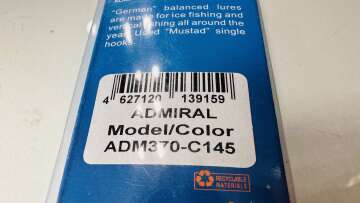 "German" balanced lures
are made for ice fishing and
vertical fishing all around the
year. Used "Mustad" single
hooks.
4 627120 139159
ADMIRAL
Model/Color
ADM370-C145
RECYCLABLE
MATERIALS